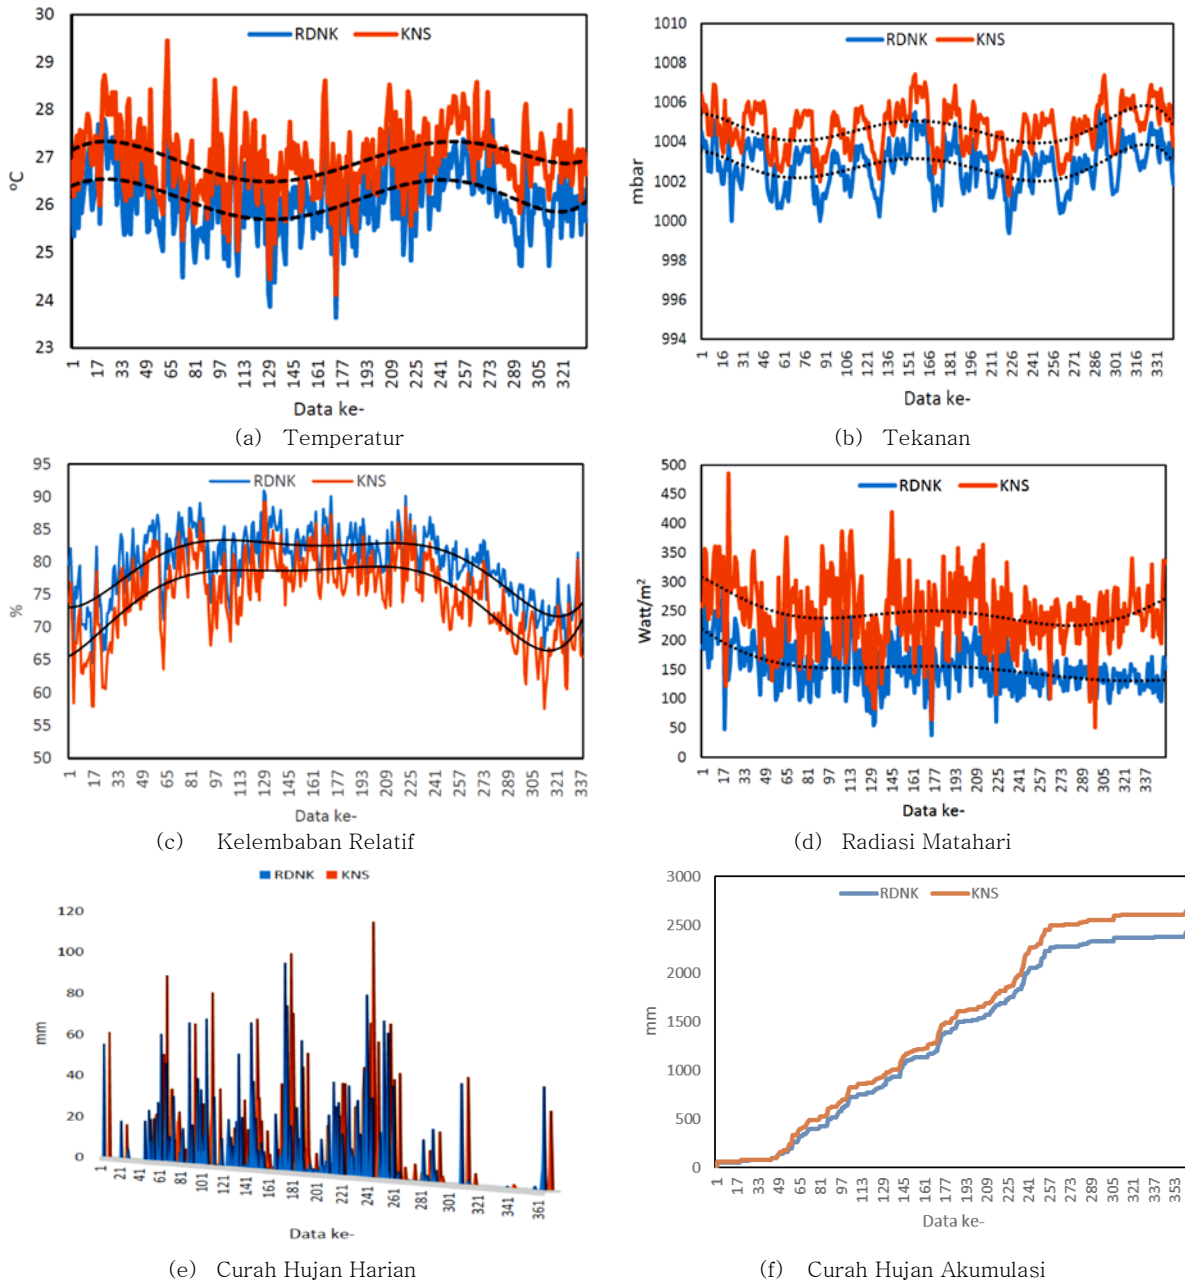 RDNK KNS
30
29
28
27
26
25
24
23
°C
1 17 33 49 65 81 97 113 129 145 161 177 193 209 225 241 257 273 289 305 321
Data ke-
(a) Temperatur
RDNK KNS
1010
1008
1006
1004
1002
1000
998
996
994
mbar
1 16 31 46 61 76 91 106 121 136 151 166 181 196 211 226 241 256 271 286 301 316 331
Data ke-
(b) Tekanan
RDNK KNS
95
90
85
80
75
70
65
60
55
50
%
1 17 33 49 65 81 97 113 129 145 161 177 193 209 225 241 257 273 289 305 321 337
Data ke-
(c) Kelembaban Relatif
RDNK KNS
500
450
400
350
300
250
200
150
100
50
0
Watt/m²
1 17 33 49 65 81 97 113 129 145 161 177 193 209 225 241 257 273 289 305 321 337
Data ke-
(d) Radiasi Matahari
RDNK KNS
120
100
80
60
40
20
0
mm
1 21 41 61 81 101 121 141 161 181 201 221 241 261 281 301 321 341 361
Data ke-
(e) Curah Hujan Harian
RDNK KNS
3000
2500
2000
1500
1000
500
0
mm
1 17 33 49 65 81 97 113 129 145 161 177 193 209 225 241 257 273 289 305 321 337 353
Data ke-
(f) Curah Hujan Akumulasi